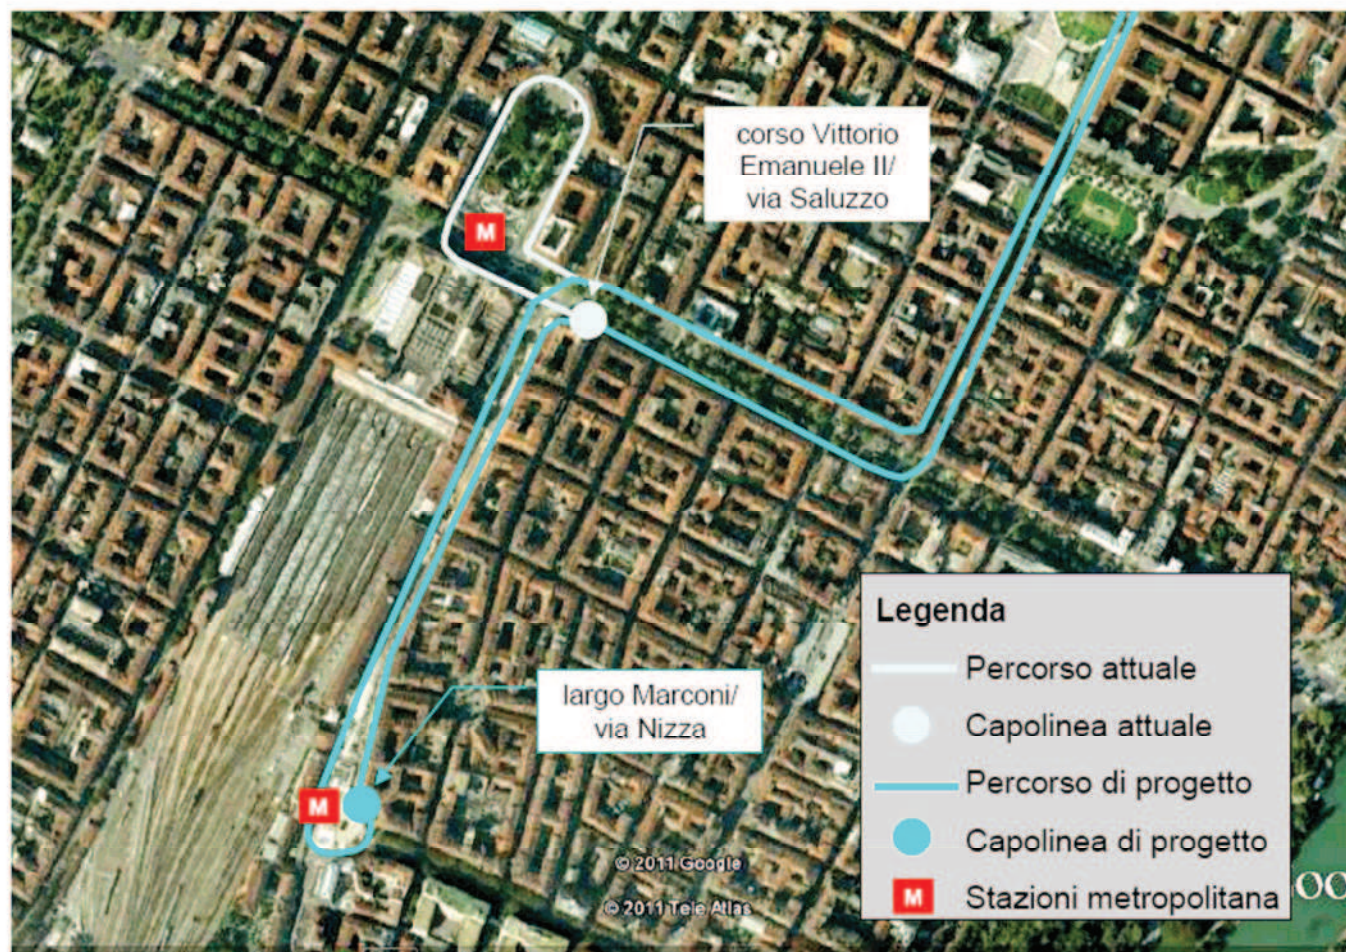 corso Vittorio
Emanuele II/
via Saluzzo
M
largo Marconi/
via Nizza
M
Legenda
Percorso attuale
Capolinea attuale
Percorso di progetto
Capolinea di progetto
M
Stazioni metropolitana
© 2011 Google
© 2011 Tele Atlas